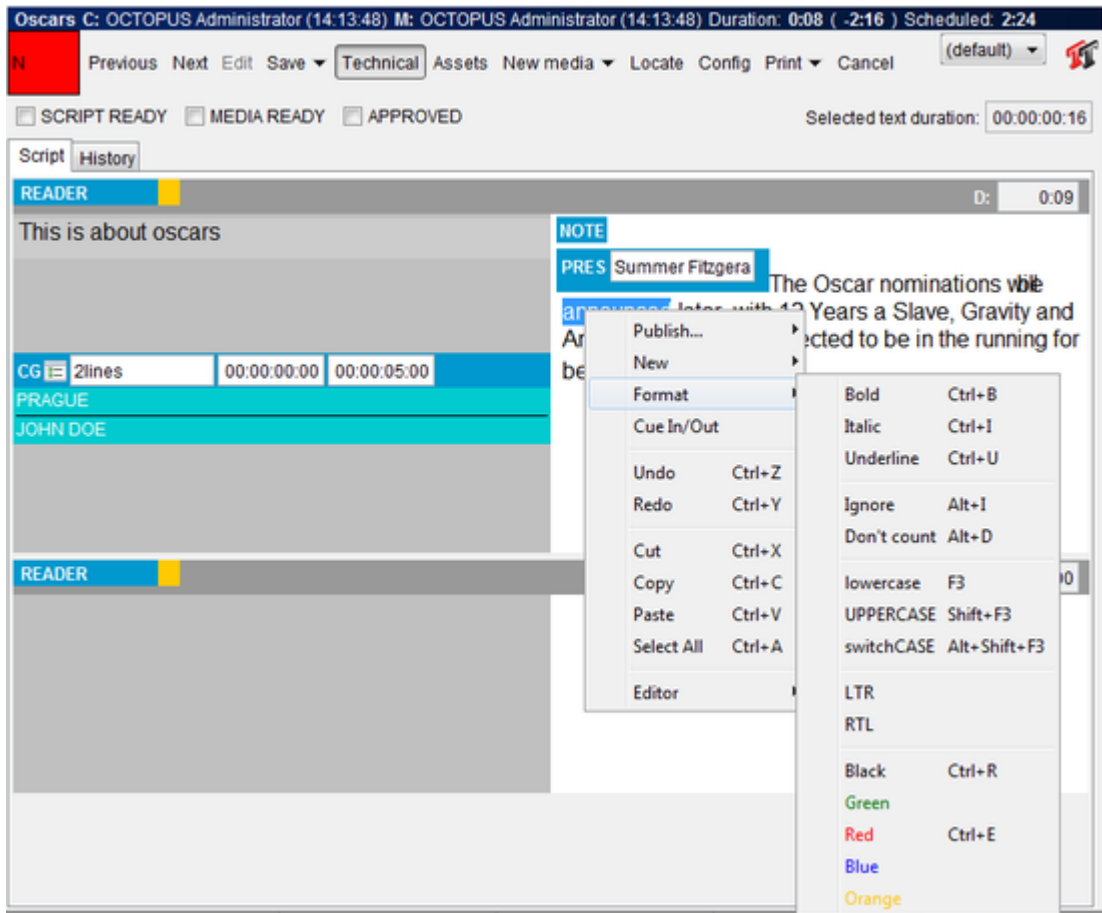 Oscars C: OCTOPUS Administrator (14:13:48) M: OCTOPUS Administrator (14:13:48) Duration: 0:08 ( -2:16 ) Scheduled: 2:24
N Previous Next Edit Save Technical Assets New media Locate Config Print Cancel (default)
SCRIPT READY MEDIA READY APPROVED Selected text duration: 00:00:00:16
Script History
READER D: 0:09
This is about oscars
NOTE
PRES Summer Fitzgera
The Oscar nominations will be
announced later, with 12 Years a Slave, Gravity and
Am ected to be in the running for
be
CG 2lines 00:00:00:00 00:00:05:00
PRAGUE
JOHN DOE
READER
Publish...
New
Format
Cue In/Out
Undo Ctrl+Z
Redo Ctrl+Y
Cut Ctrl+X
Copy Ctrl+C
Paste Ctrl+V
Select All Ctrl+A
Editor
Bold Ctrl+B
Italic Ctrl+I
Underline Ctrl+U
Ignore Alt+I
Don't count Alt+D
lowercase F3
UPPERCASE Shift+F3
switchCASE Alt+Shift+F3
LTR
RTL
Black Ctrl+R
Green
Red Ctrl+E
Blue
Orange